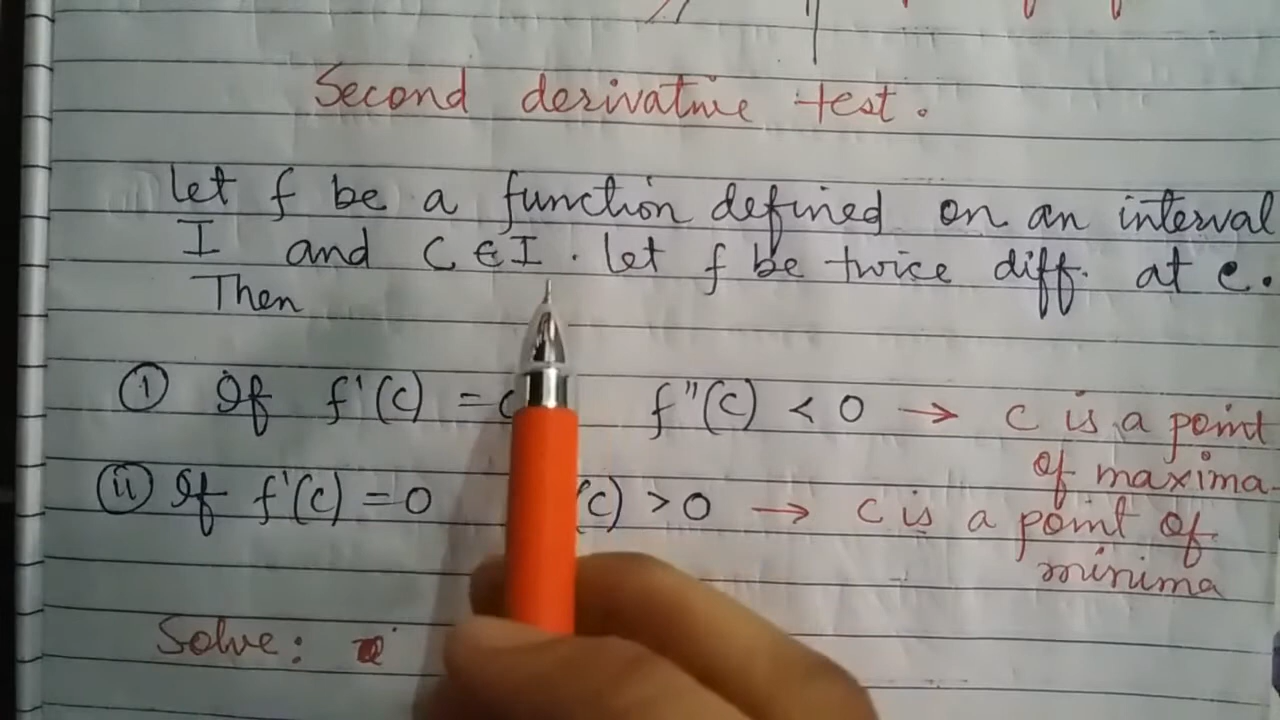 Second derivative test.
Let f be a function defined on an interval
I and C ∈ I. Let f be twice diff. at c.
Then
(i) If f'(c) = f''(c) < 0 → c is a point
of maxima.
(ii) If f'(c) = 0 (c) > 0 → c is a point of
minima
Solve: